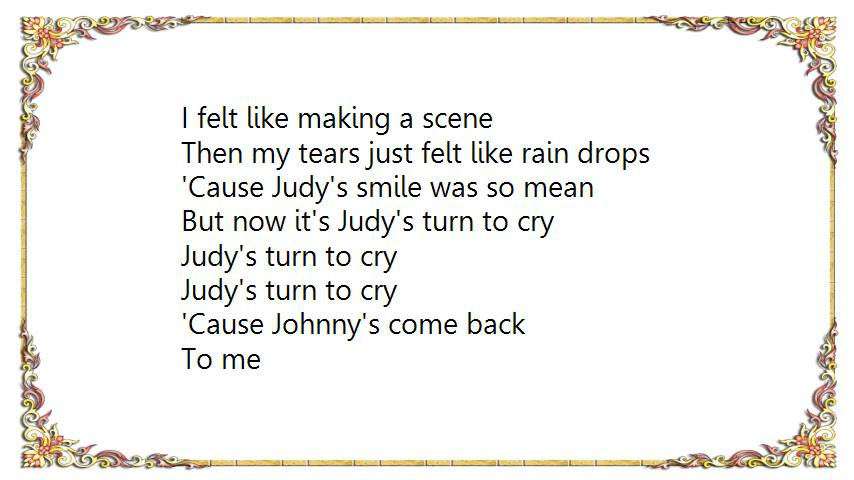 I felt like making a scene
Then my tears just felt like rain drops
'Cause Judy's smile was so mean
But now it's Judy's turn to cry
Judy's turn to cry
Judy's turn to cry
'Cause Johnny's come back
To me